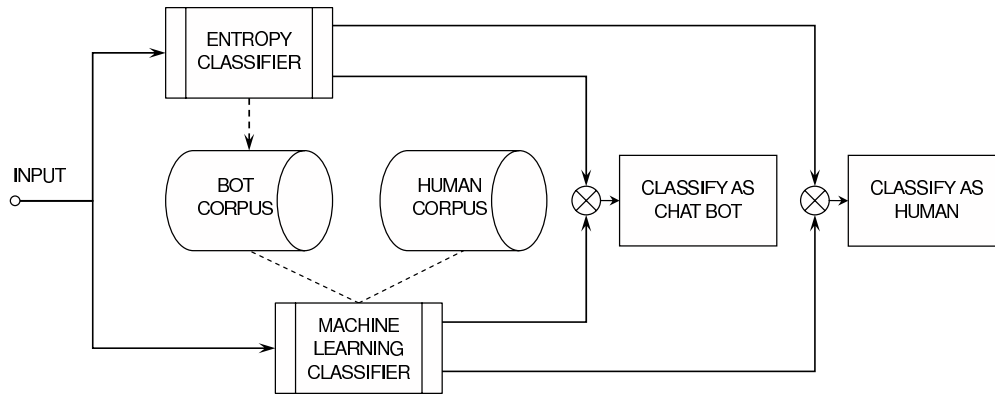 ENTROPY
CLASSIFIER
INPUT
BOT
CORPUS
HUMAN
CORPUS
CLASSIFY AS
CHAT BOT
CLASSIFY AS
HUMAN
MACHINE
LEARNING
CLASSIFIER